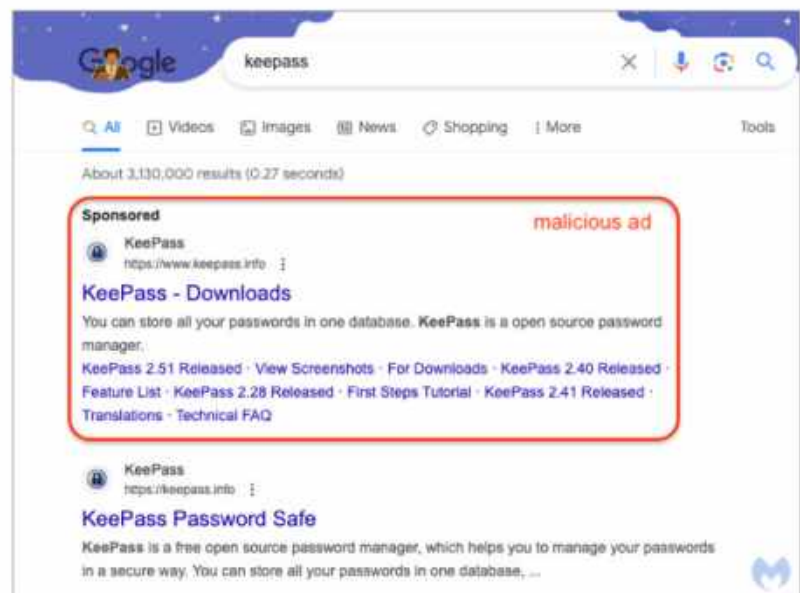 Google
keepass
All Videos Images News Shopping More Tools
About 3,130,000 results (0.27 seconds)
Sponsored
malicious ad
KeePass
https://www.keepass.info
KeePass - Downloads
You can store all your passwords in one database. KeePass is a open source password
manager.
KeePass 2.51 Released · View Screenshots · For Downloads · KeePass 2.40 Released ·
Feature List · KeePass 2.28 Released · First Steps Tutorial · KeePass 2.41 Released ·
Translations · Technical FAQ
KeePass
https://keepass.info
KeePass Password Safe
KeePass is a free open source password manager, which helps you to manage your passwords
in a secure way. You can store all your passwords in one database, ...